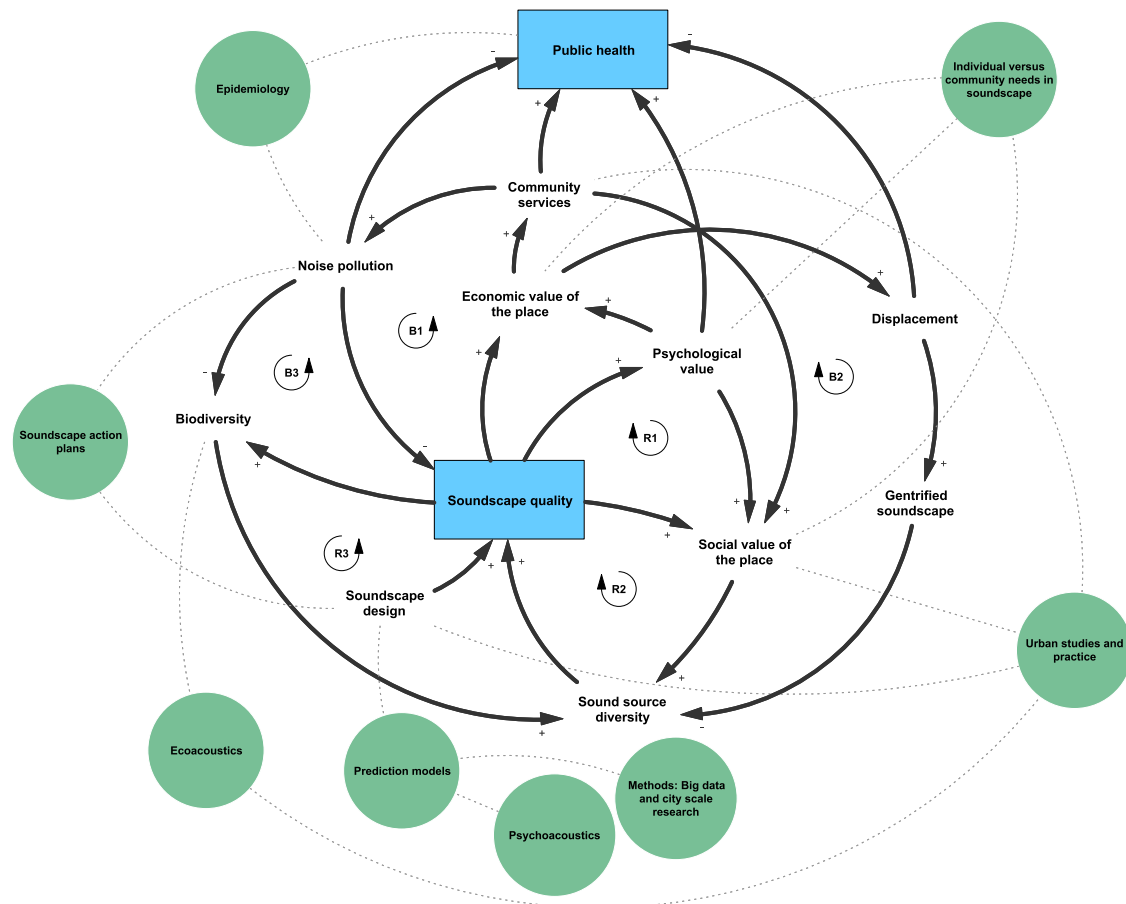 Public health
Epidemiology
Individual versus
community needs in
soundscape
-
-
+
+
Community
services
+
+
Noise pollution
+
Economic value of
the place
+
Displacement
B1
+
Psychological
value
+
B3
B2
-
Biodiversity
R1
Soundscape action
plans
-
+
Soundscape quality
+
Gentrified
soundscape
+
+
+
Social value of
the place
R3
+
+
R2
Soundscape
design
Urban studies and
practice
+
Sound source
diversity
+
-
Ecoacoustics
Prediction models
Methods: Big data
and city scale
research
Psychoacoustics